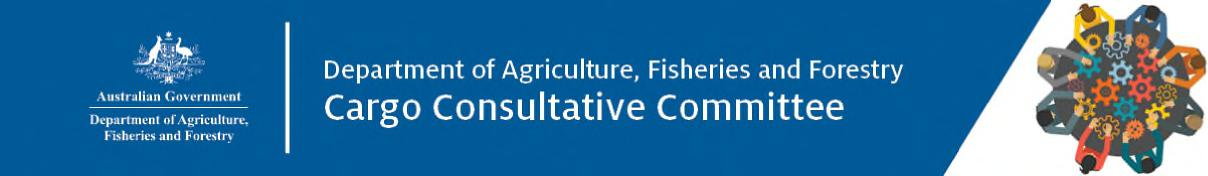 Australian Government
Department of Agriculture,
Fisheries and Forestry
Department of Agriculture, Fisheries and Forestry
Cargo Consultative Committee